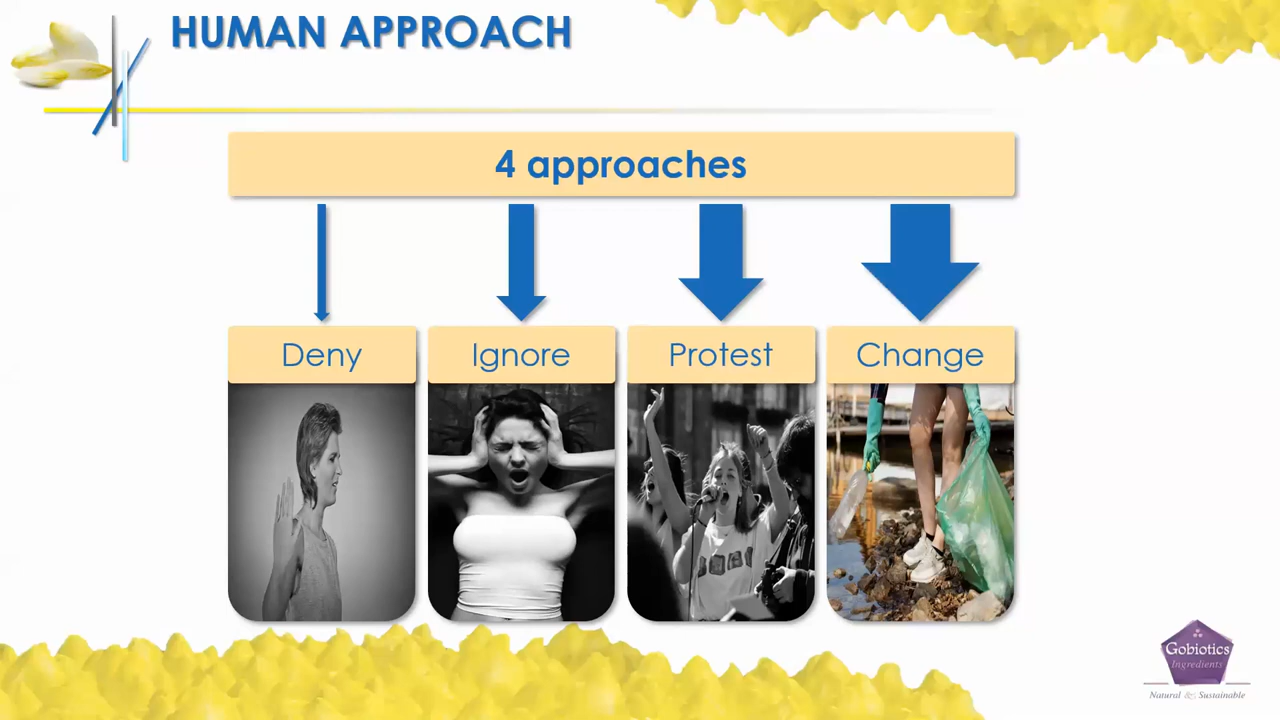 HUMAN APPROACH
4 approaches
Deny
Ignore
Protest
Change
Gobiotics
Ingredients
Natural & Sustainable